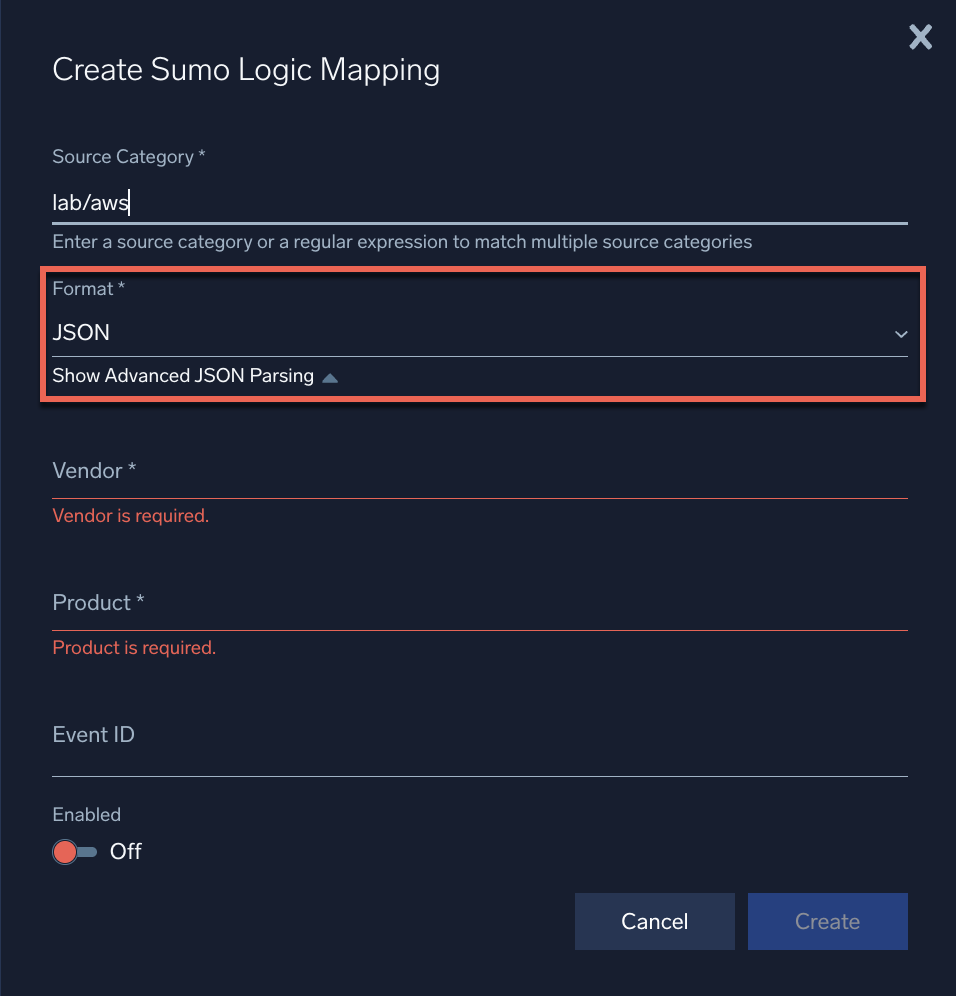 Create Sumo Logic Mapping
Source Category *
lab/aws
Enter a source category or a regular expression to match multiple source categories
Format *
JSON
Show Advanced JSON Parsing
Vendor *
Vendor is required.
Product *
Product is required.
Event ID
Enabled
Off
Cancel Create